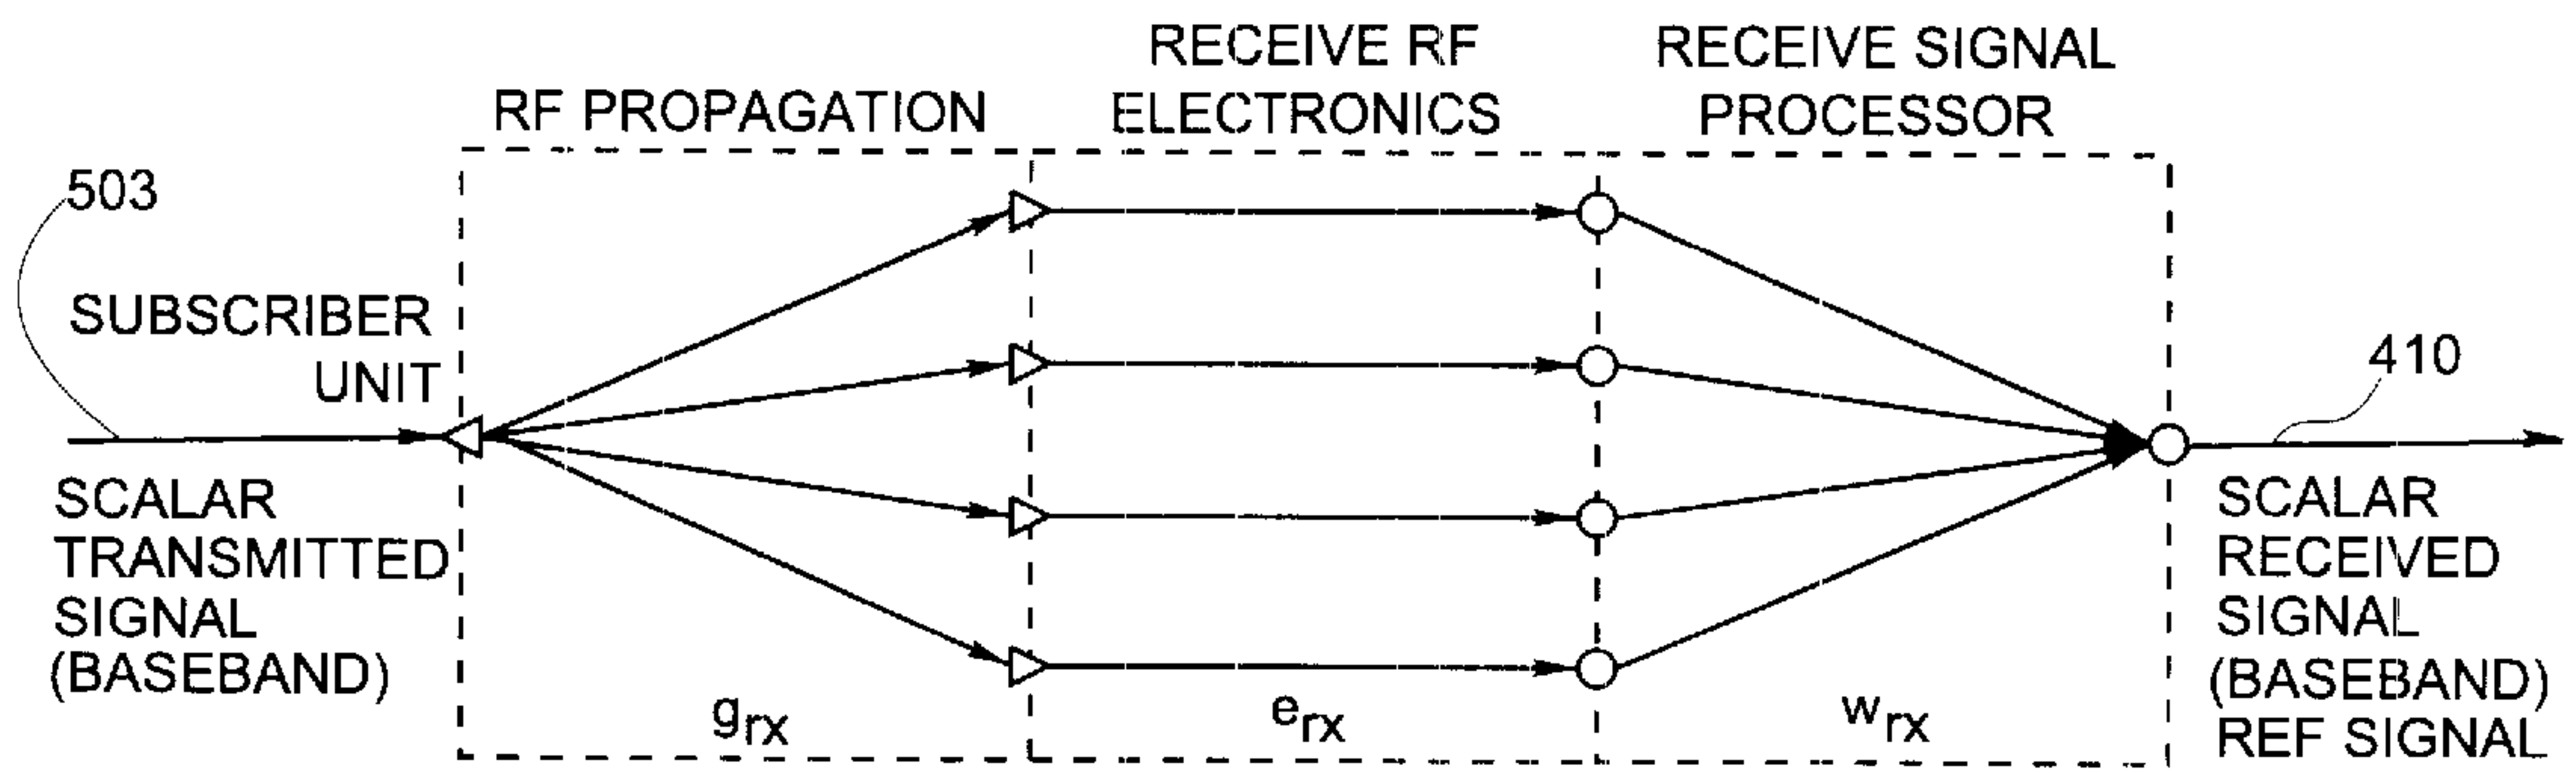 RF PROPAGATION
RECEIVE RF
ELECTRONICS
RECEIVE SIGNAL
PROCESSOR
503
SUBSCRIBER
UNIT
SCALAR
TRANSMITTED
SIGNAL
(BASEBAND)
grx
erx
wrx
410
SCALAR
RECEIVED
SIGNAL
(BASEBAND)
REF SIGNAL